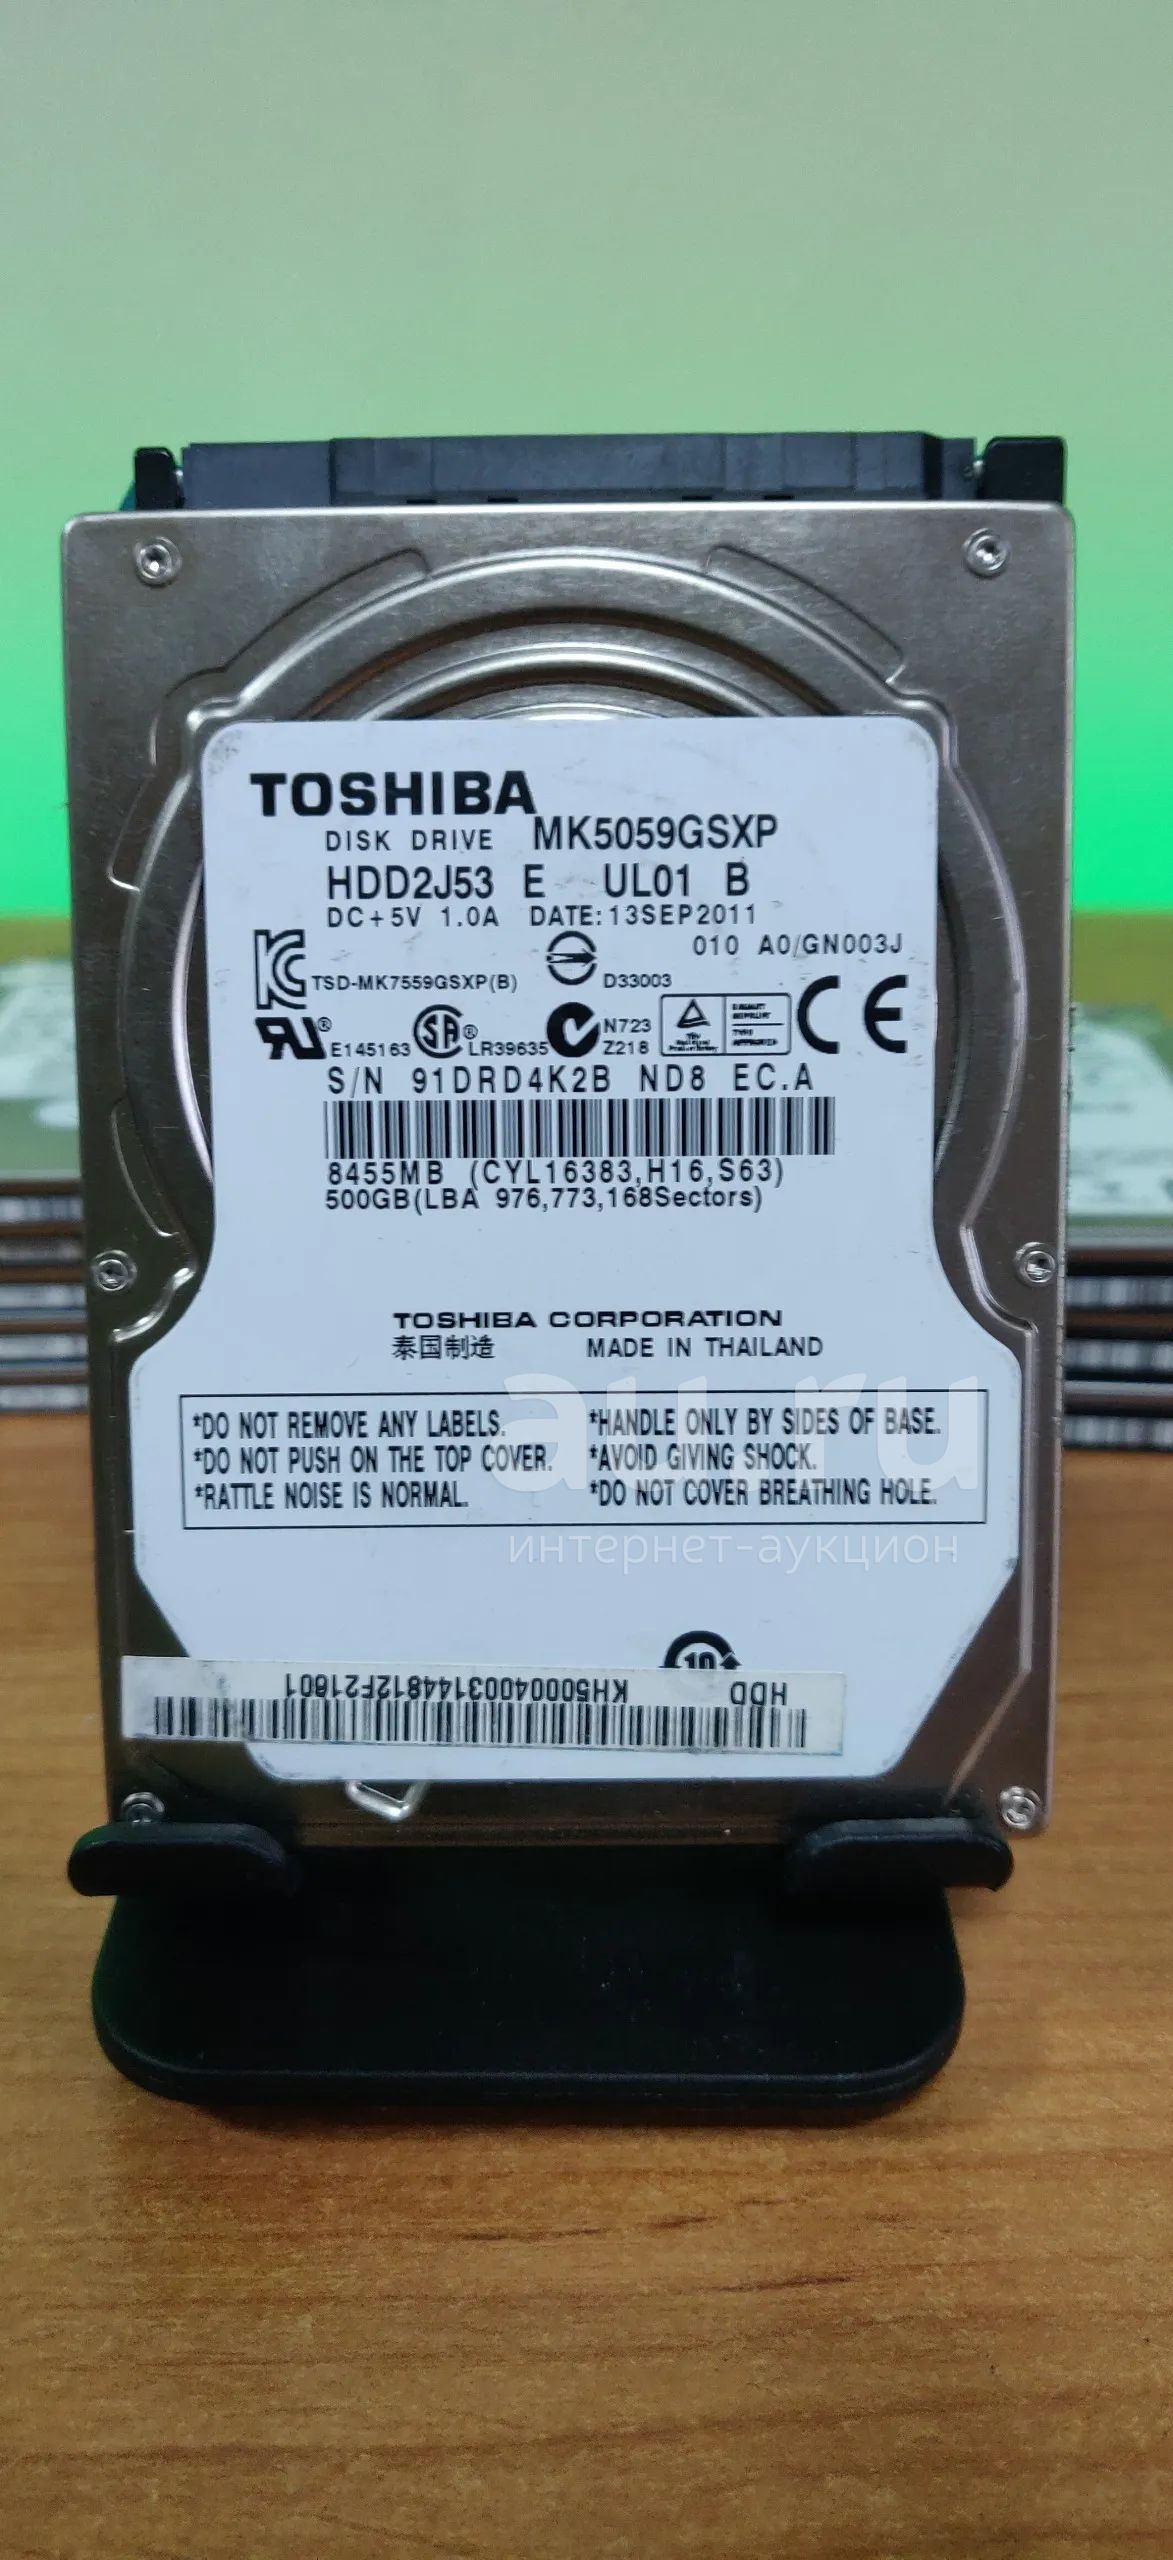 TOSHIBA
DISK DRIVE MK5059GSXP
HDD2J53 E UL01 B
DC+5V 1.0A DATE:13SEP2011
010 A0/GN003J
TSD-MK7559GSXP(B) D33003
E145163 LR39635 N723
Z218
CE
S/N 91DRD4K2B ND8 EC.A
8455MB (CYL16383,H16,S63)
500GB(LBA 976,773,168Sectors)
TOSHIBA CORPORATION
泰国制造 MADE IN THAILAND
*DO NOT REMOVE ANY LABELS. *HANDLE ONLY BY SIDES OF BASE.
*DO NOT PUSH ON THE TOP COVER. *AVOID GIVING SHOCK.
*RATTLE NOISE IS NORMAL. *DO NOT COVER BREATHING HOLE.
au.ru
интернет-аукцион
10
HDD KH500040003144812F21801